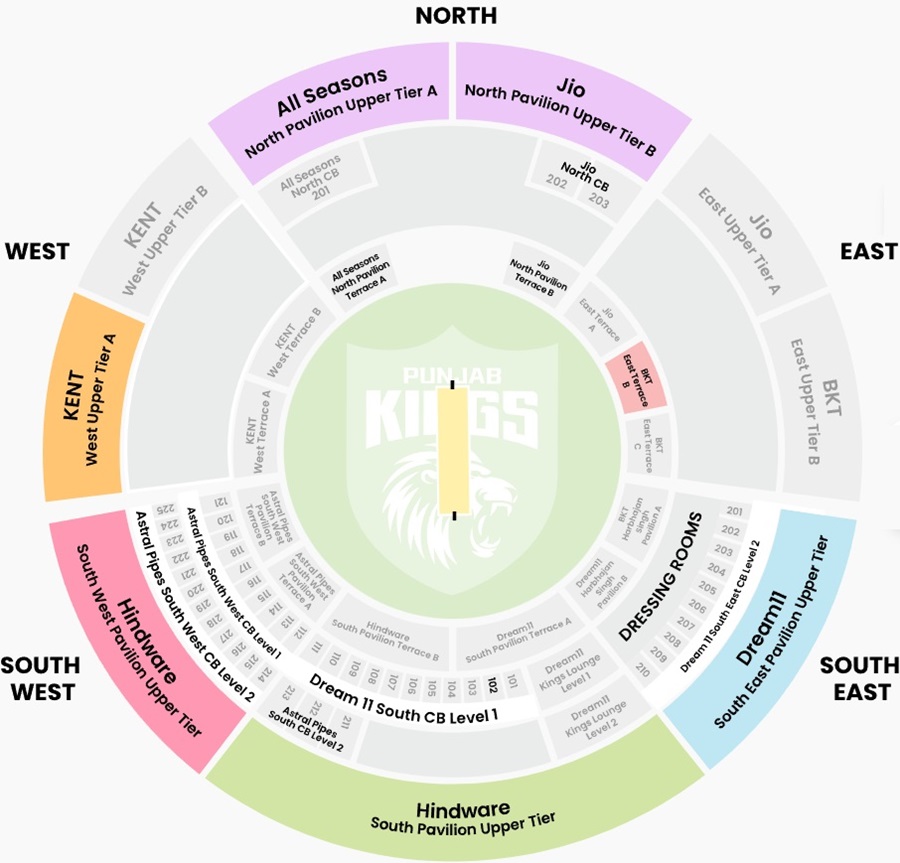 NORTH
All Seasons
North Pavilion Upper Tier A
Jio
North Pavilion Upper Tier B
All Seasons
North CB
201
Jio
North CB
202
203
KENT
West Upper Tier B
Jio
East Upper Tier A
WEST
EAST
All Seasons
North Pavilion
Terrace A
Jio
North Pavilion
Terrace B
KENT
West Terrace B
Jio
East Terrace
A
KENT
West Upper Tier A
BKT
East Terrace
B
BKT
East Upper Tier B
PUNJAB
KINGS
KENT
West Terrace A
BKT
East Terrace
C
Astral Pipes
South West
Pavilion
Terrace B
BKT
Harbhajan
Singh
Pavilion A
Astral Pipes
South West
Pavilion
Terrace A
Dream11
Harbhajan
Singh
Pavilion B
Hindware
South Pavilion Terrace B
Dream11
South Pavilion Terrace A
225
224
223
222
221
220
219
218
217
216
215
214
Astral Pipes South West CB Level 2
121
120
119
118
117
116
115
114
113
112
Astral Pipes South West CB Level 1
111
110
109
108
107
106
105
104
103
102
101
Dream 11 South CB Level 1
DRESSING ROOMS
201
202
203
204
205
206
207
208
209
210
Dream 11 South East CB Level 2
Dream11
Kings Lounge
Level 1
Dream11
Kings Lounge
Level 2
213
212
211
Astral Pipes
South CB Level 2
Hindware
South West Pavilion Upper Tier
Dream11
South East Pavilion Upper Tier
SOUTH
WEST
SOUTH
EAST
Hindware
South Pavilion Upper Tier